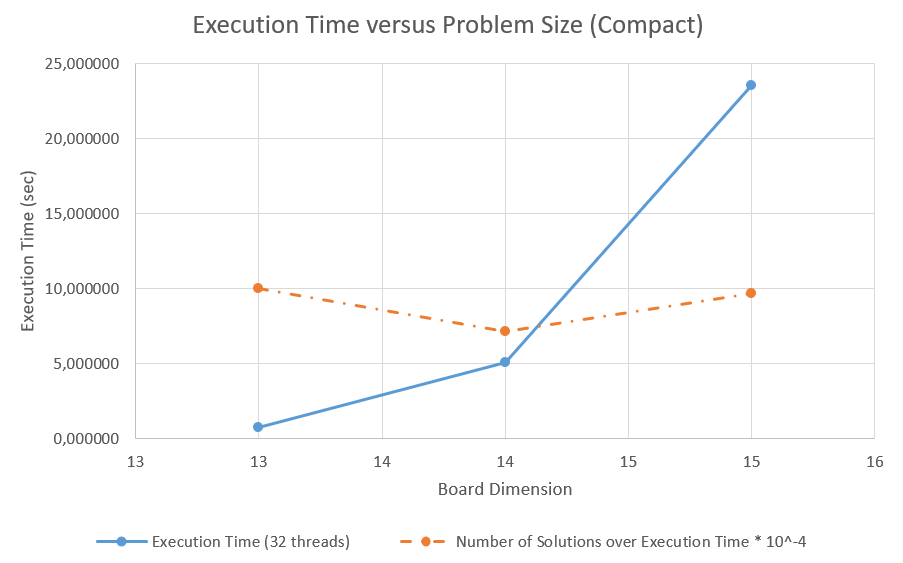 Execution Time versus Problem Size (Compact)
25,000000
20,000000
15,000000
10,000000
5,000000
0,000000
Execution Time (sec)
13 13 14 14 15 15 16
Board Dimension
Execution Time (32 threads) Number of Solutions over Execution Time * 10^-4